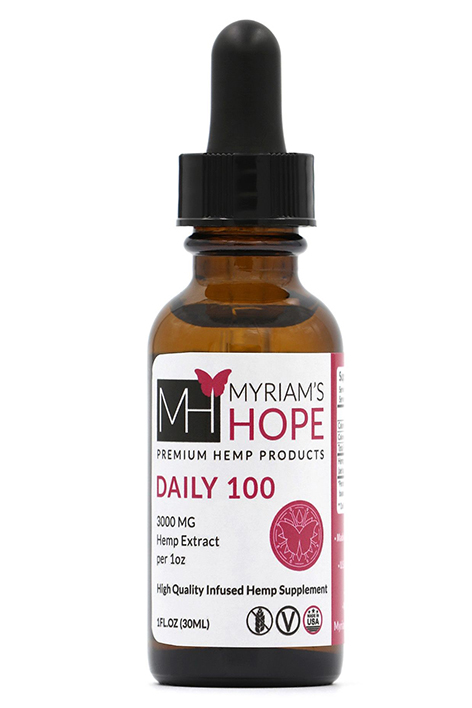 MH
MYRIAM'S
HOPE
PREMIUM HEMP PRODUCTS
DAILY 100
3000 MG
Hemp Extract
per 1oz
High Quality Infused Hemp Supplement
1FL.OZ (30ML)
V
MADE IN
USA